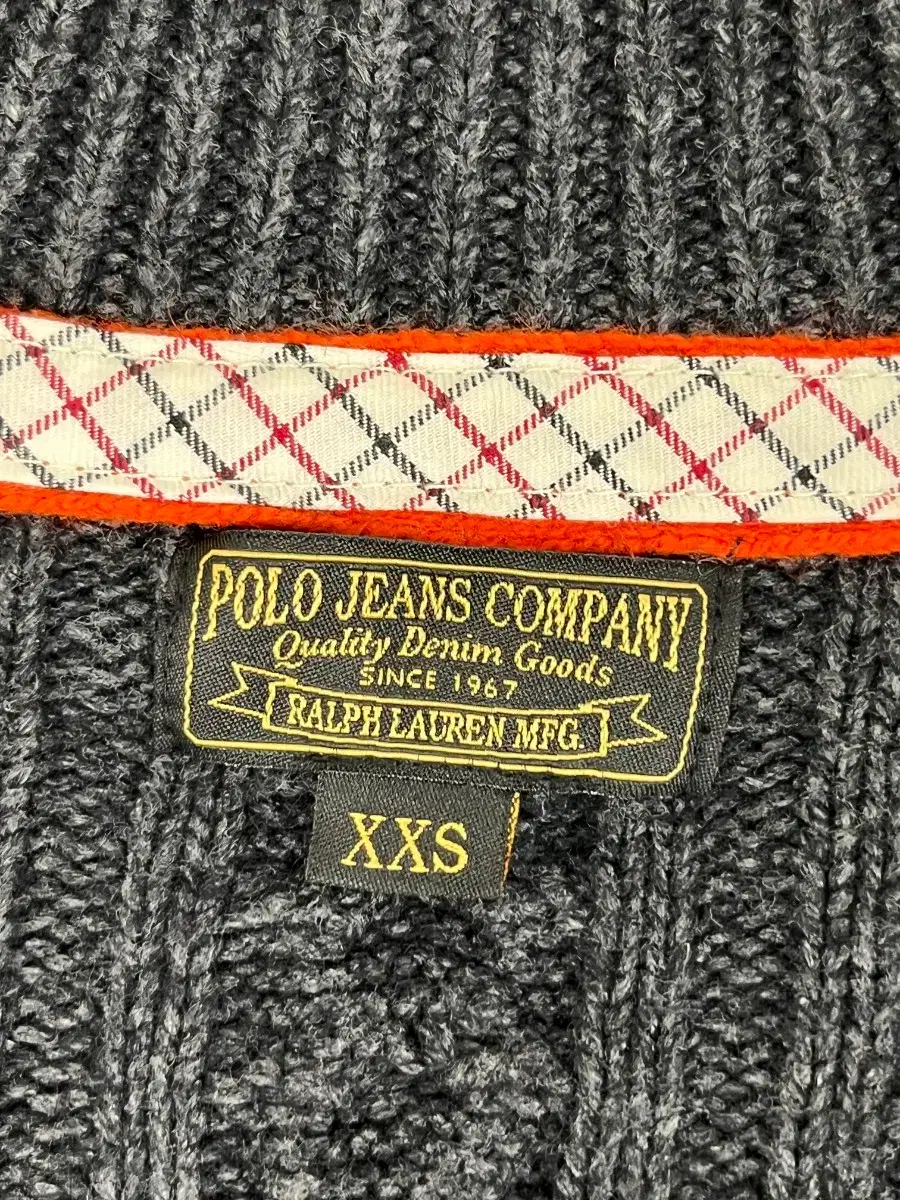 POLO JEANS COMPANY
Quality Denim Goods
SINCE 1967
RALPH LAUREN MFG.
XXS